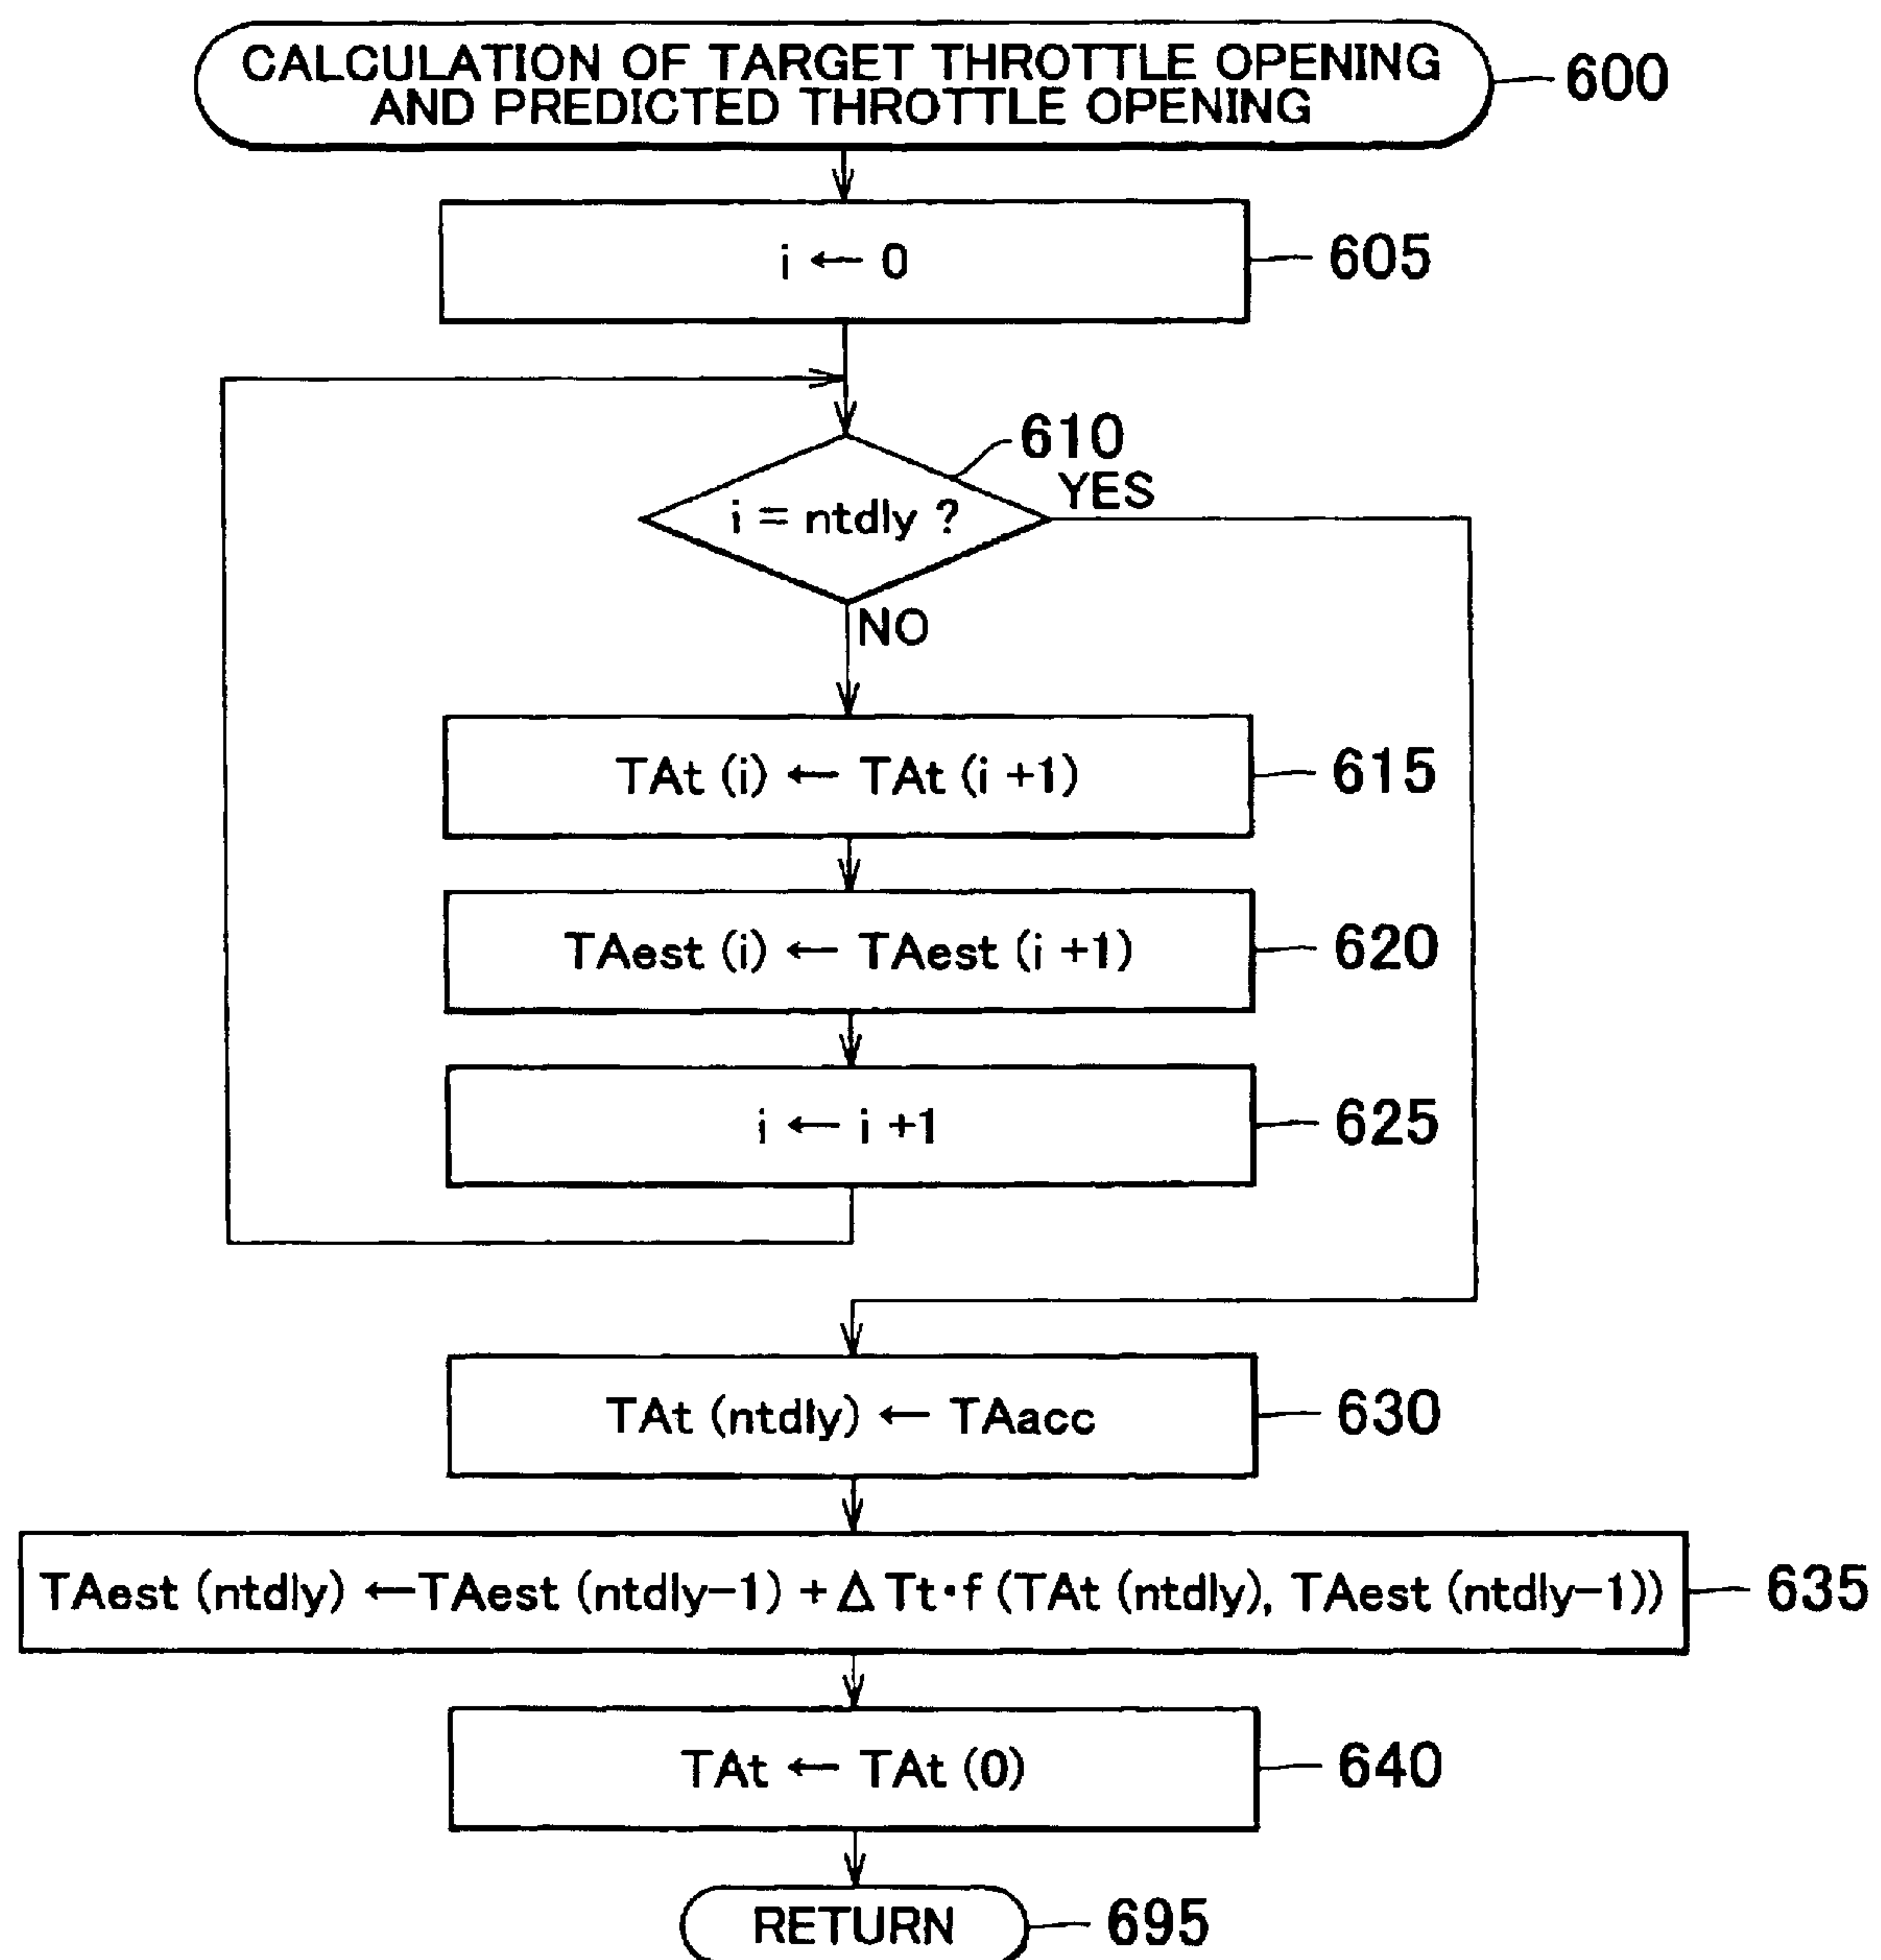 CALCULATION OF TARGET THROTTLE OPENING
AND PREDICTED THROTTLE OPENING
600
i ← 0
605
610
YES
i = ntdly ?
NO
TAt (i) ← TAt (i +1)
615
TAest (i) ← TAest (i +1)
620
i ← i +1
625
TAt (ntdly) ← TAacc
630
TAest (ntdly) ←TAest (ntdly-1) + Δ Tt·f (TAt (ntdly), TAest (ntdly-1))
635
TAt ← TAt (0)
640
RETURN
695